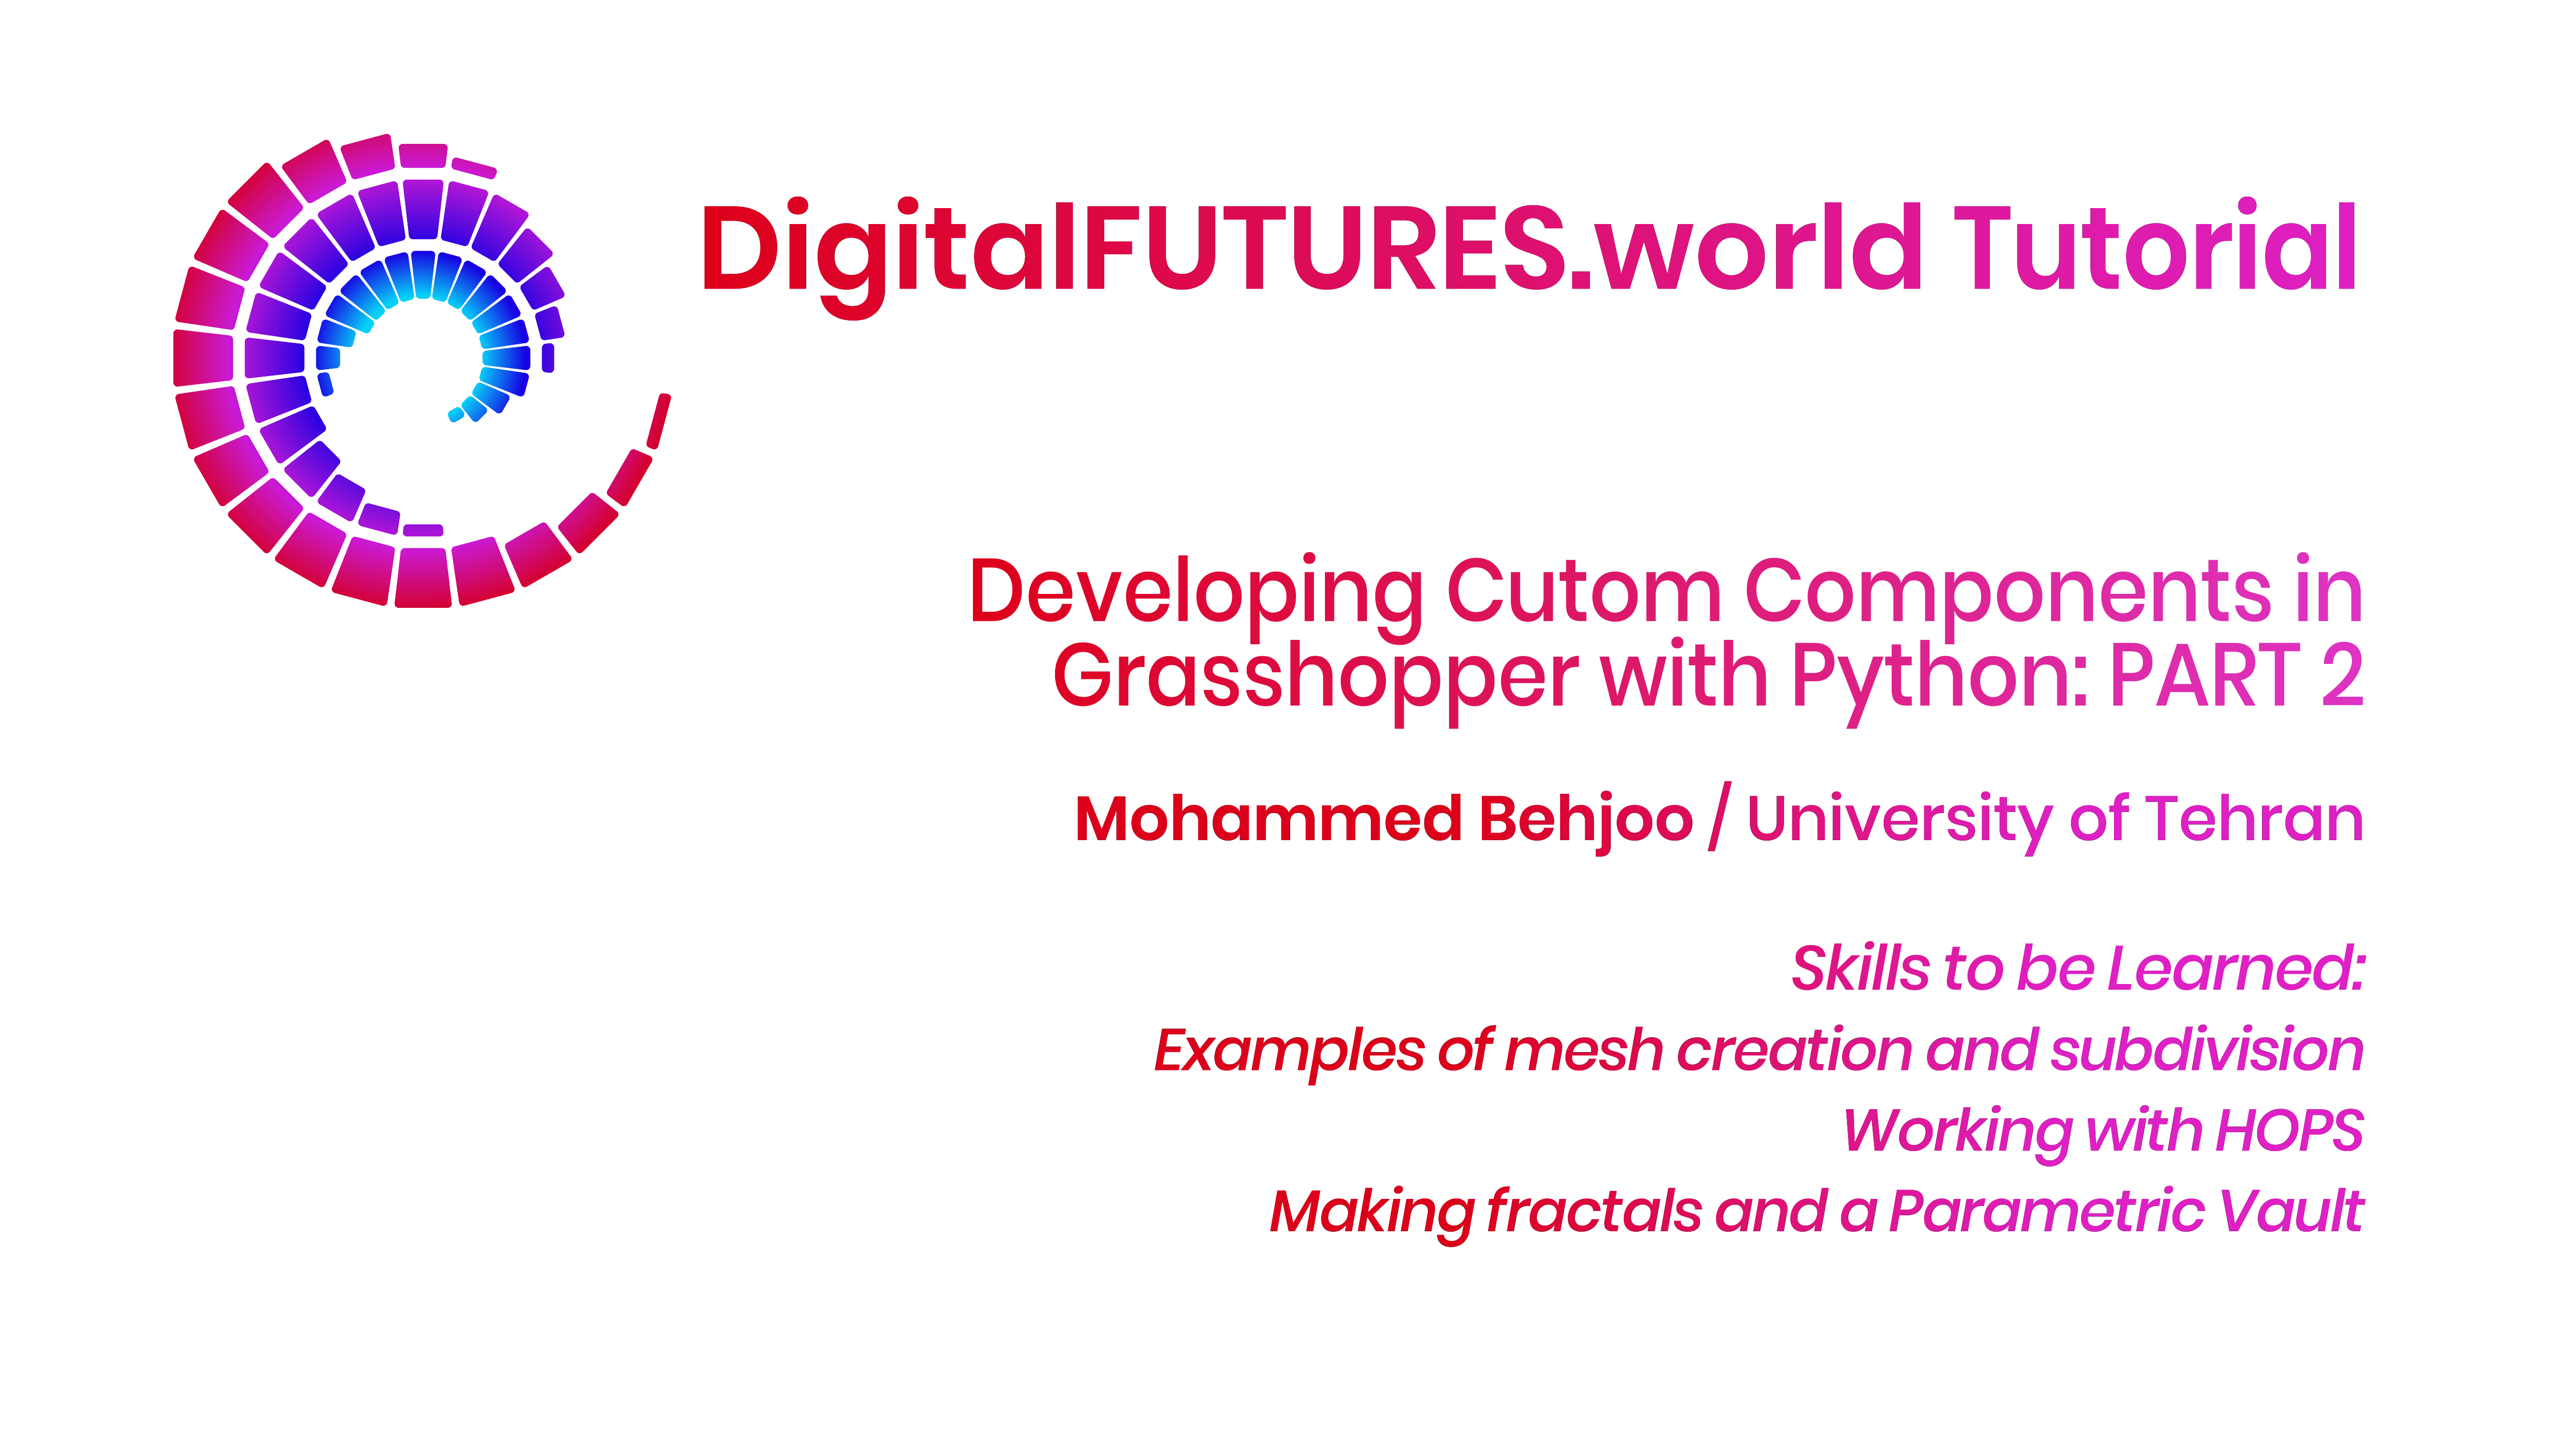 DigitalFUTURES.world Tutorial
Developing Cutom Components in
Grasshopper with Python: PART 2
Mohammed Behjoo / University of Tehran
Skills to be Learned:
Examples of mesh creation and subdivision
Working with HOPS
Making fractals and a Parametric Vault